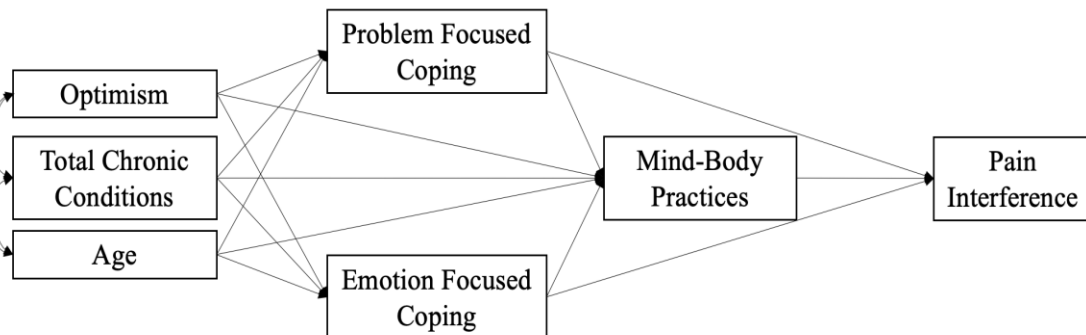 Problem Focused
Coping
Optimism
Total Chronic
Conditions
Age
Mind-Body
Practices
Pain
Interference
Emotion Focused
Coping